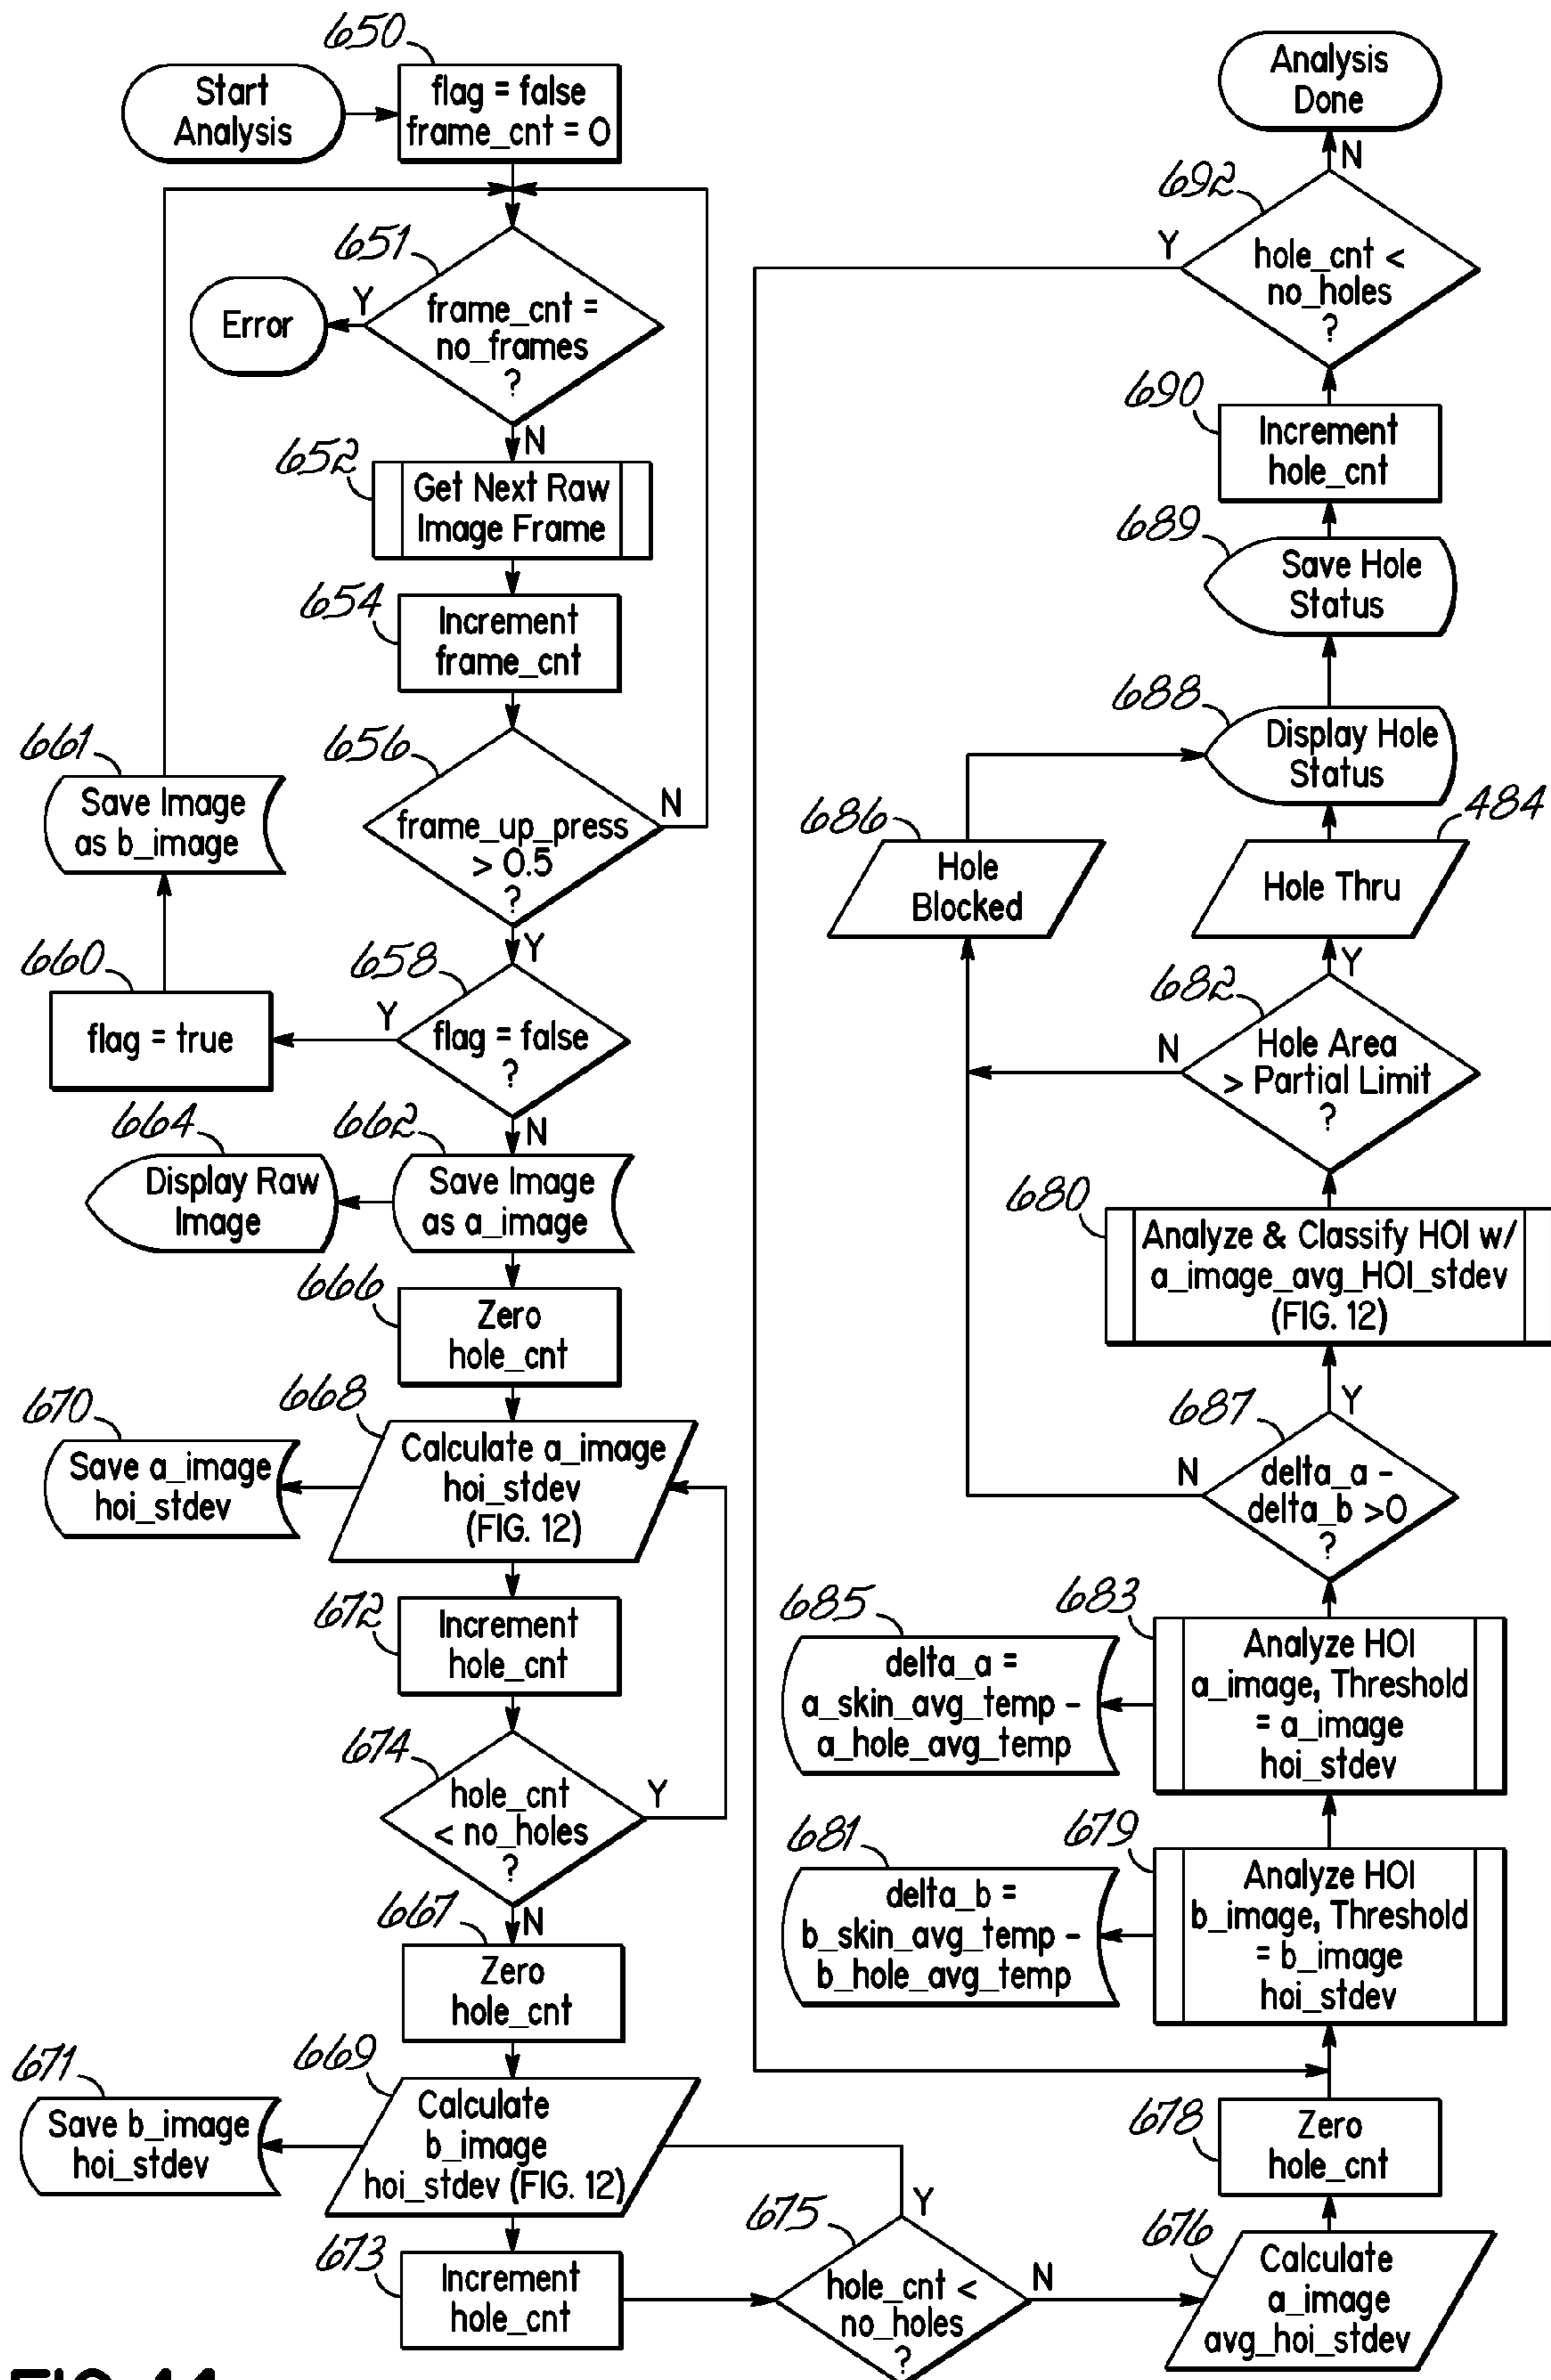 650
Start
Analysis
flag = false
frame_cnt = 0
651
Error
Y
frame_cnt =
no_frames
?
N
652
Get Next Raw
Image Frame
654
Increment
frame_cnt
656
frame_up_press
> 0.5
?
N
Y
661
Save Image
as b_image
660
flag = true
658
Y
flag = false
?
N
664
Display Raw
Image
662
Save Image
as a_image
666
Zero
hole_cnt
668
Calculate a_image
hoi_stdev
(FIG. 12)
670
Save a_image
hoi_stdev
672
Increment
hole_cnt
674
hole_cnt
< no_holes
?
Y
N
667
Zero
hole_cnt
669
Calculate
b_image
hoi_stdev (FIG. 12)
671
Save b_image
hoi_stdev
673
Increment
hole_cnt
675
hole_cnt <
no_holes
?
Y
N
676
Calculate
a_image
avg_hoi_stdev
678
Zero
hole_cnt
679
Analyze HOI
b_image, Threshold
= b_image
hoi_stdev
681
delta_b =
b_skin_avg_temp -
b_hole_avg_temp
683
Analyze HOI
a_image, Threshold
= a_image
hoi_stdev
685
delta_a =
a_skin_avg_temp -
a_hole_avg_temp
687
delta_a -
delta_b >0
?
N
Y
680
Analyze & Classify HOI w/
a_image_avg_HOI_stdev
(FIG. 12)
682
Hole Area
> Partial Limit
?
N
Y
686
Hole
Blocked
484
Hole Thru
688
Display Hole
Status
689
Save Hole
Status
690
Increment
hole_cnt
692
hole_cnt <
no_holes
?
Y
N
Analysis
Done